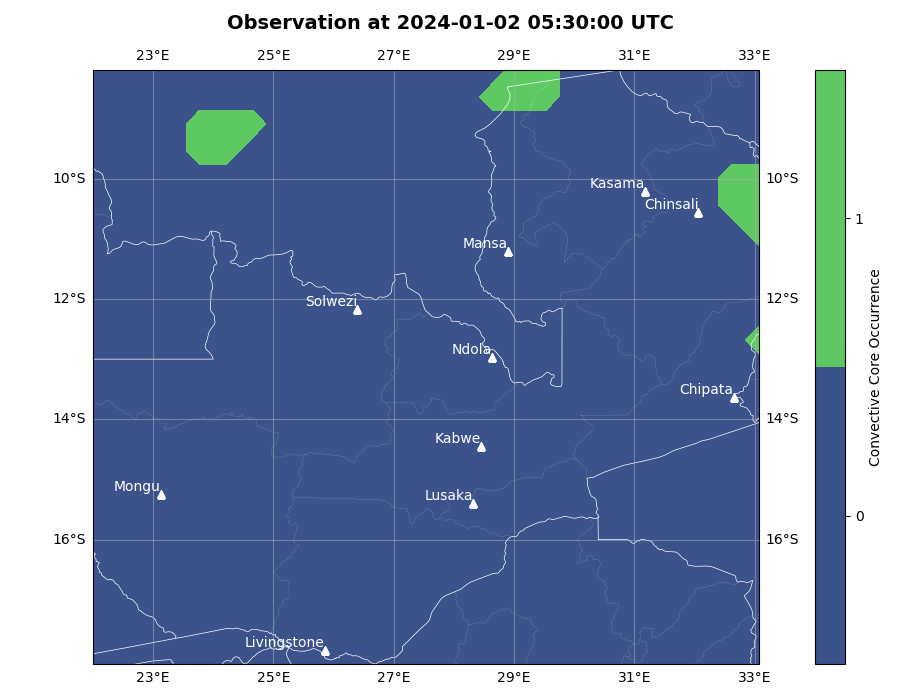 Observation at 2024-01-02 05:30:00 UTC
23°E 25°E 27°E 29°E 31°E 33°E
10°S 10°S
Kasama
Chinsali
1
Mansa
12°S 12°S
Solwezi
Ndola
Chipata
14°S 14°S
Kabwe
Mongu
Lusaka
0
16°S 16°S
Livingstone
23°E 25°E 27°E 29°E 31°E 33°E
Convective Core Occurrence